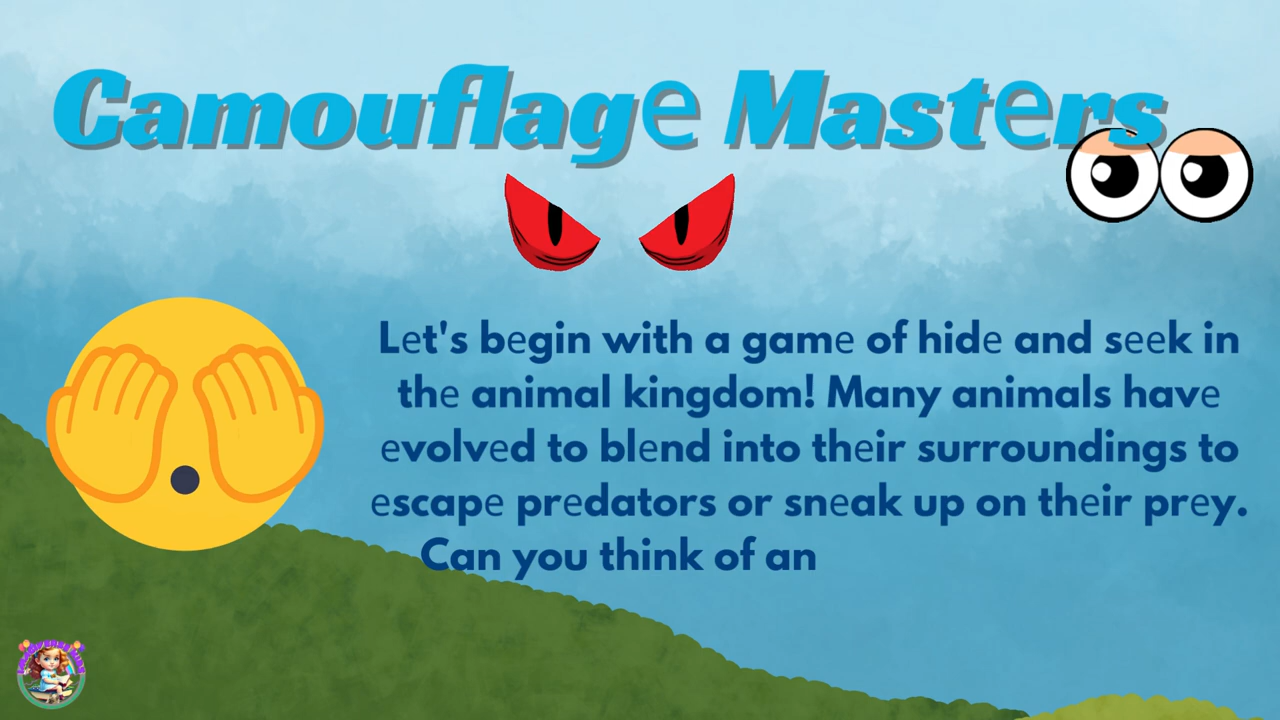 Camouflage Masters
Let's begin with a game of hide and seek in
the animal kingdom! Many animals have
evolved to blend into their surroundings to
escape predators or sneak up on their prey.
Can you think of an